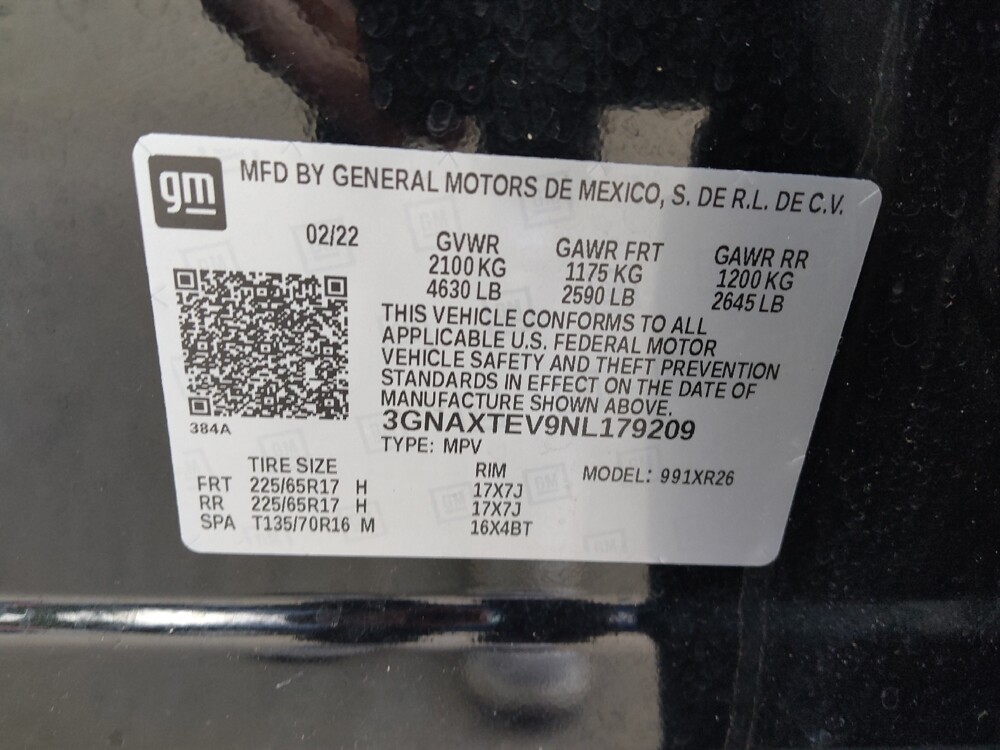 gm
MFD BY GENERAL MOTORS DE MEXICO, S. DE R.L. DE C.V.
02/22 GVWR GAWR FRT GAWR RR
2100 KG 1175 KG 1200 KG
4630 LB 2590 LB 2645 LB
THIS VEHICLE CONFORMS TO ALL
APPLICABLE U.S. FEDERAL MOTOR
VEHICLE SAFETY AND THEFT PREVENTION
STANDARDS IN EFFECT ON THE DATE OF
MANUFACTURE SHOWN ABOVE.
384A
3GNAXTEV9NL179209
TYPE: MPV
TIRE SIZE RIM MODEL: 991XR26
FRT 225/65R17 H 17X7J
RR 225/65R17 H 17X7J
SPA T135/70R16 M 16X4BT